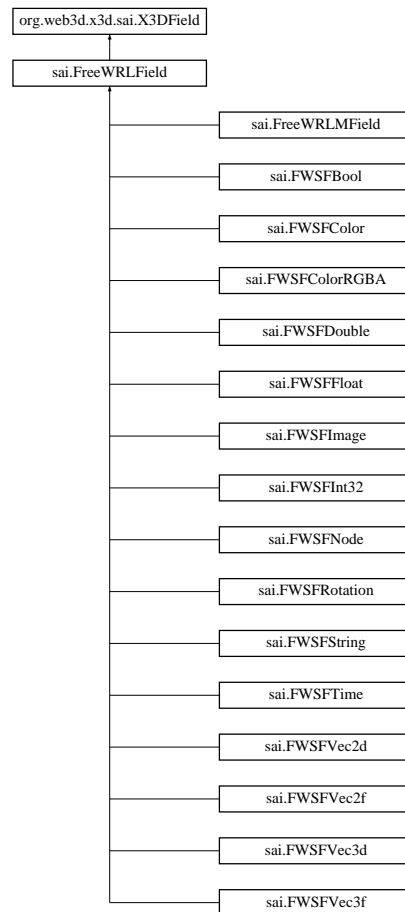 org.web3d.x3d.sai.X3DField
sai.FreeWRLField
sai.FreeWRLMField
sai.FWSFBool
sai.FWSFColor
sai.FWSFColorRGBA
sai.FWSFDouble
sai.FWSFFloat
sai.FWSFImage
sai.FWSFInt32
sai.FWSFNode
sai.FWSFRotation
sai.FWSFString
sai.FWSFTime
sai.FWSFVec2d
sai.FWSFVec2f
sai.FWSFVec3d
sai.FWSFVec3f